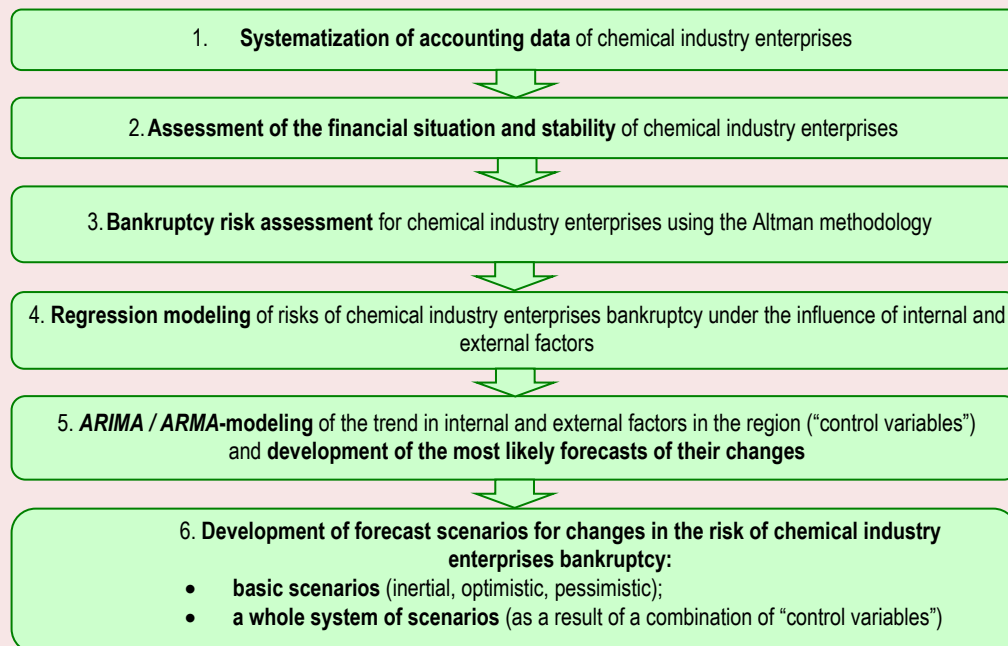 1. Systematization of accounting data of chemical industry enterprises
2. Assessment of the financial situation and stability of chemical industry enterprises
3. Bankruptcy risk assessment for chemical industry enterprises using the Altman methodology
4. Regression modeling of risks of chemical industry enterprises bankruptcy under the influence of internal and
external factors
5. ARIMA / ARMA-modeling of the trend in internal and external factors in the region (“control variables”)
and development of the most likely forecasts of their changes
6. Development of forecast scenarios for changes in the risk of chemical industry
enterprises bankruptcy:
• basic scenarios (inertial, optimistic, pessimistic);
• a whole system of scenarios (as a result of a combination of “control variables”)